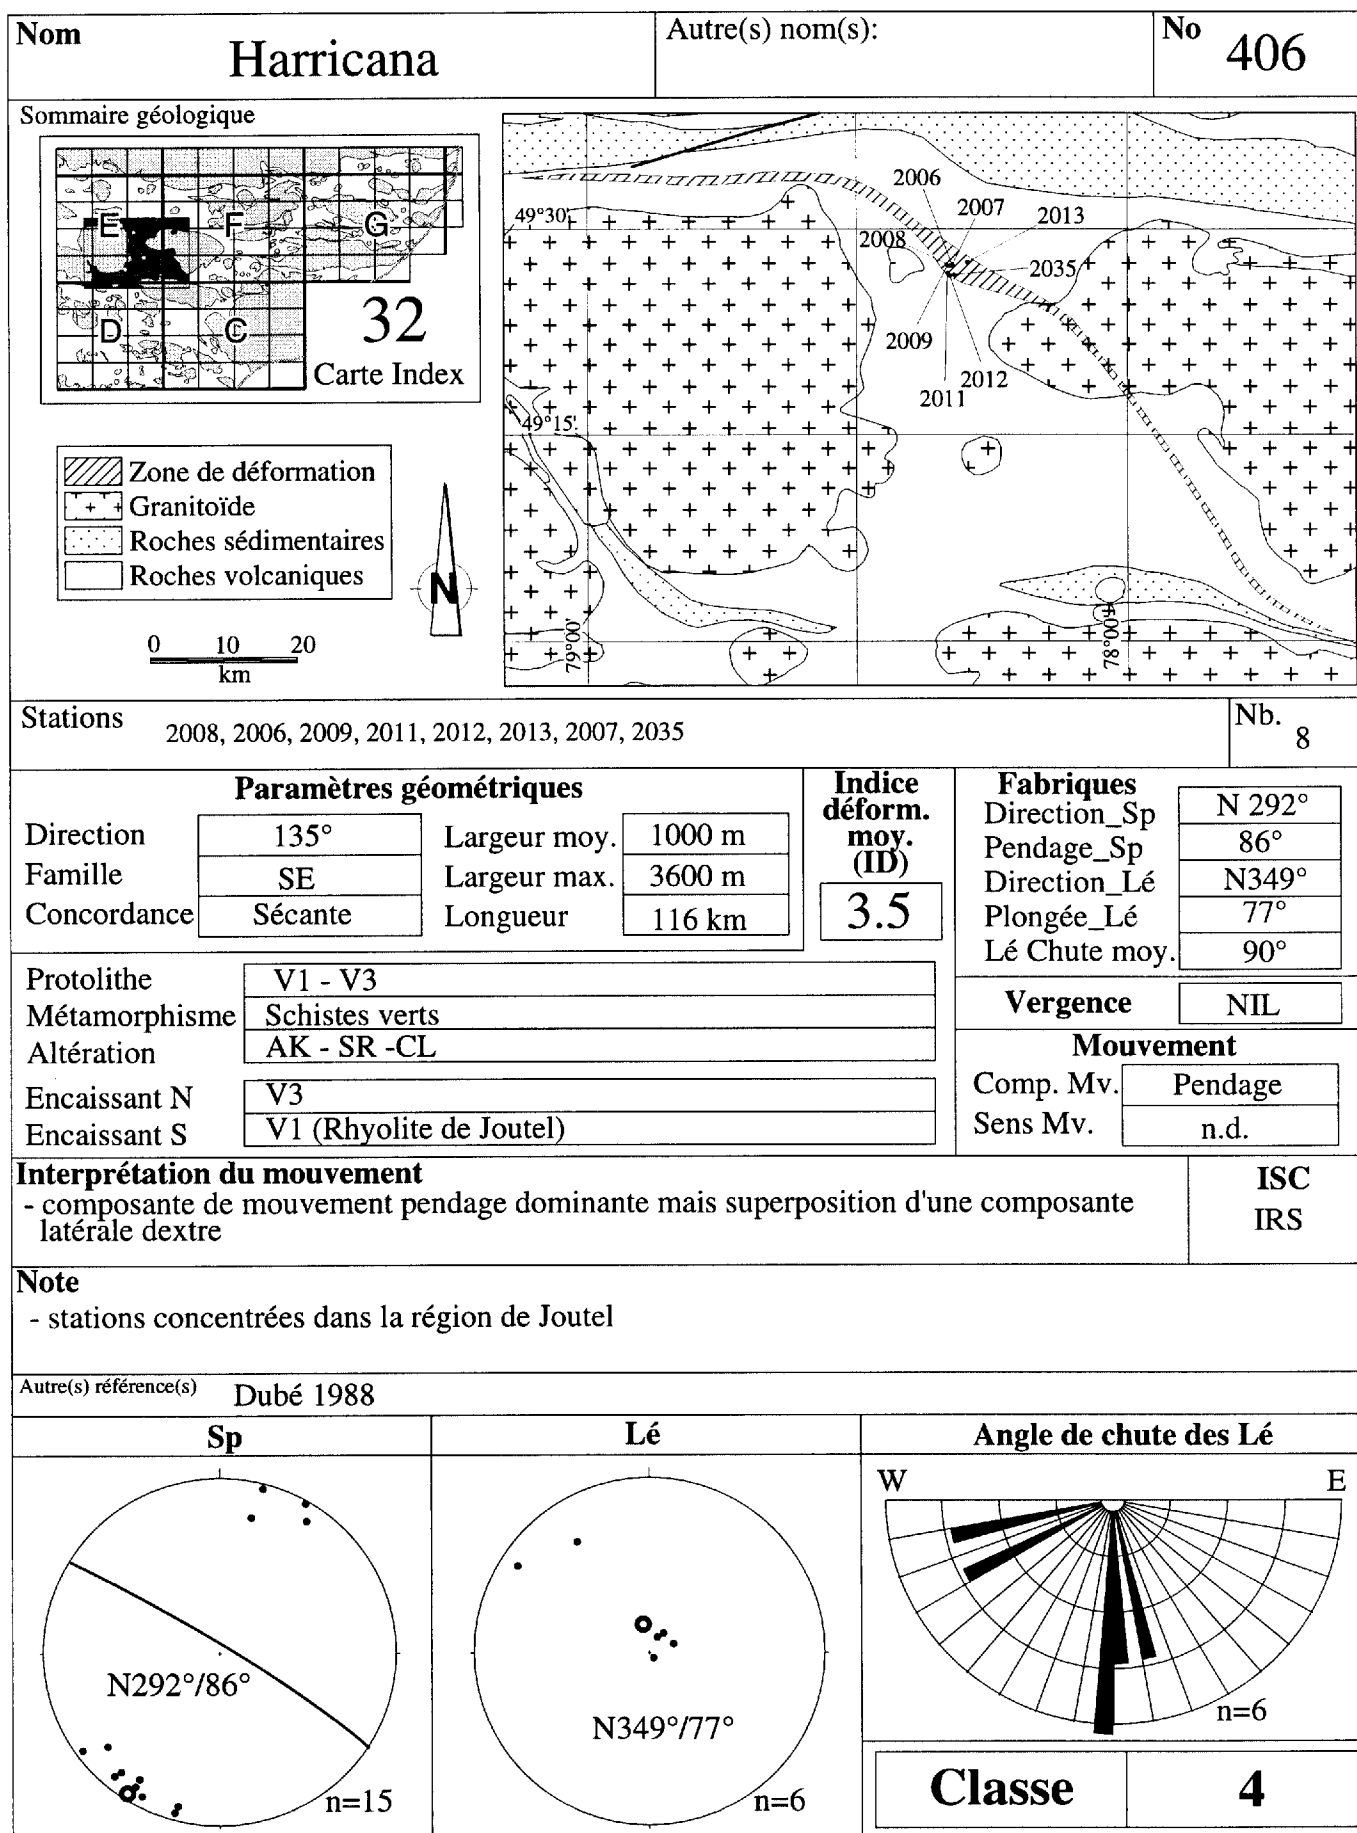 Nom
Harricana
Autre(s) nom(s):
No
406
Sommaire géologique
E
F
G
D
C
32
Carte Index
Zone de déformation
Granitoïde
Roches sédimentaires
Roches volcaniques
N
0 10 20
km
49°30'
49°15'
79°00'
78°00'
2006
2007
2013
2008
2035
2009
2012
2011
Stations
2008, 2006, 2009, 2011, 2012, 2013, 2007, 2035
Nb.
8
Paramètres géométriques
Direction 135°
Famille SE
Concordance Sécante
Largeur moy. 1000 m
Largeur max. 3600 m
Longueur 116 km
Indice
déform.
moy.
(ID)
3.5
Fabriques
Direction_Sp N 292°
Pendage_Sp 86°
Direction_Lé N349°
Plongée_Lé 77°
Lé Chute moy. 90°
Protolithe V1 - V3
Métamorphisme Schistes verts
Altération AK - SR -CL
Encaissant N V3
Encaissant S V1 (Rhyolite de Joutel)
Vergence NIL
Mouvement
Comp. Mv. Pendage
Sens Mv. n.d.
Interprétation du mouvement
- composante de mouvement pendage dominante mais superposition d'une composante
latérale dextre
ISC
IRS
Note
- stations concentrées dans la région de Joutel
Autre(s) référence(s) Dubé 1988
Sp
N292°/86°
n=15
Lé
N349°/77°
n=6
Angle de chute des Lé
W E
n=6
Classe 4